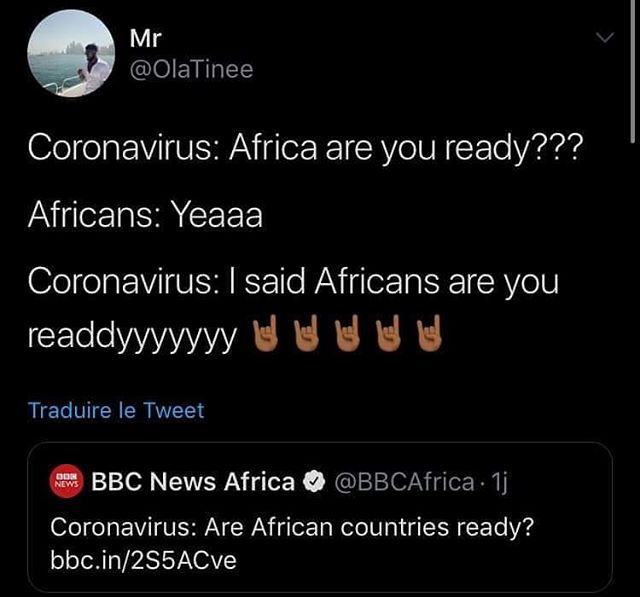 Mr
@OlaTinee
Coronavirus: Africa are you ready???
Africans: Yeaaa
Coronavirus: I said Africans are you
readdyyyyyyy 🤘🏾🤘🏾🤘🏾🤘🏾🤘🏾
Traduire le Tweet
BBC NEWS BBC News Africa @BBCAfrica · 1j
Coronavirus: Are African countries ready?
bbc.in/2S5ACve